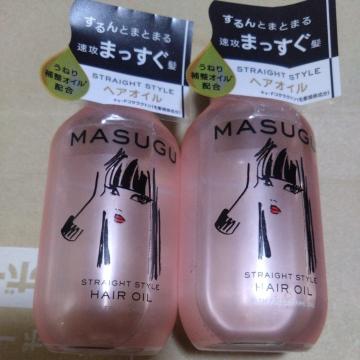 するんとまとまる
速攻まっすぐ髪
うねり
補整オイル
配合
STRAIGHT STYLE
ヘアオイル
MASUGU
STRAIGHT STYLE
HAIR OIL
するんとまとまる
速攻まっすぐ髪
うねり
補整オイル
配合
STRAIGHT STYLE
ヘアオイル
MASUGU
STRAIGHT STYLE
HAIR OIL